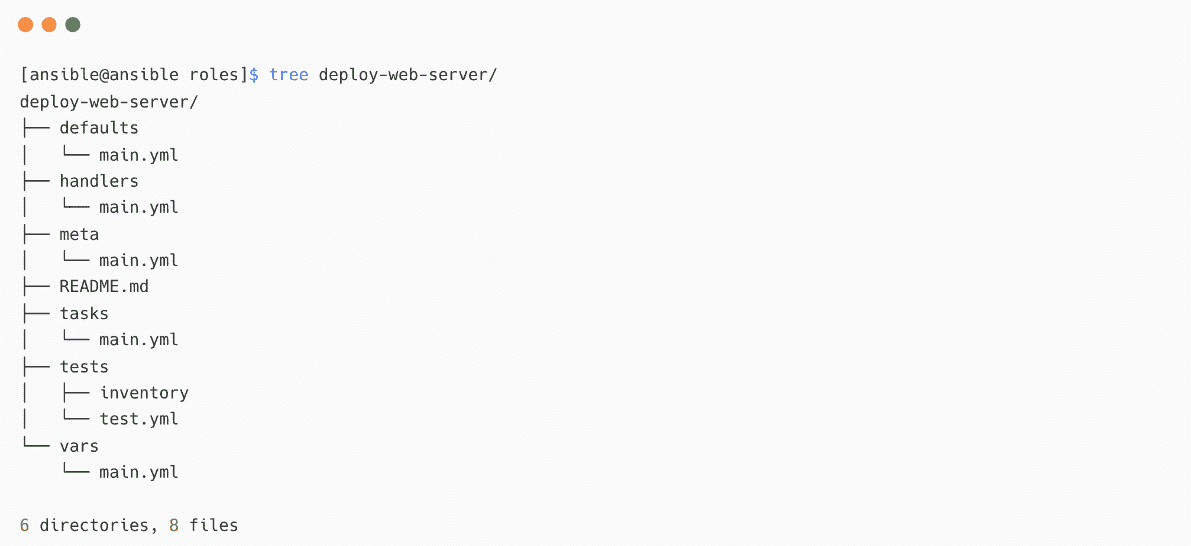 [ansible@ansible roles]$ tree deploy-web-server/
deploy-web-server/
├── defaults
│   └── main.yml
├── handlers
│   └── main.yml
├── meta
│   └── main.yml
├── README.md
├── tasks
│   └── main.yml
├── tests
│   ├── inventory
│   └── test.yml
└── vars
    └── main.yml

6 directories, 8 files